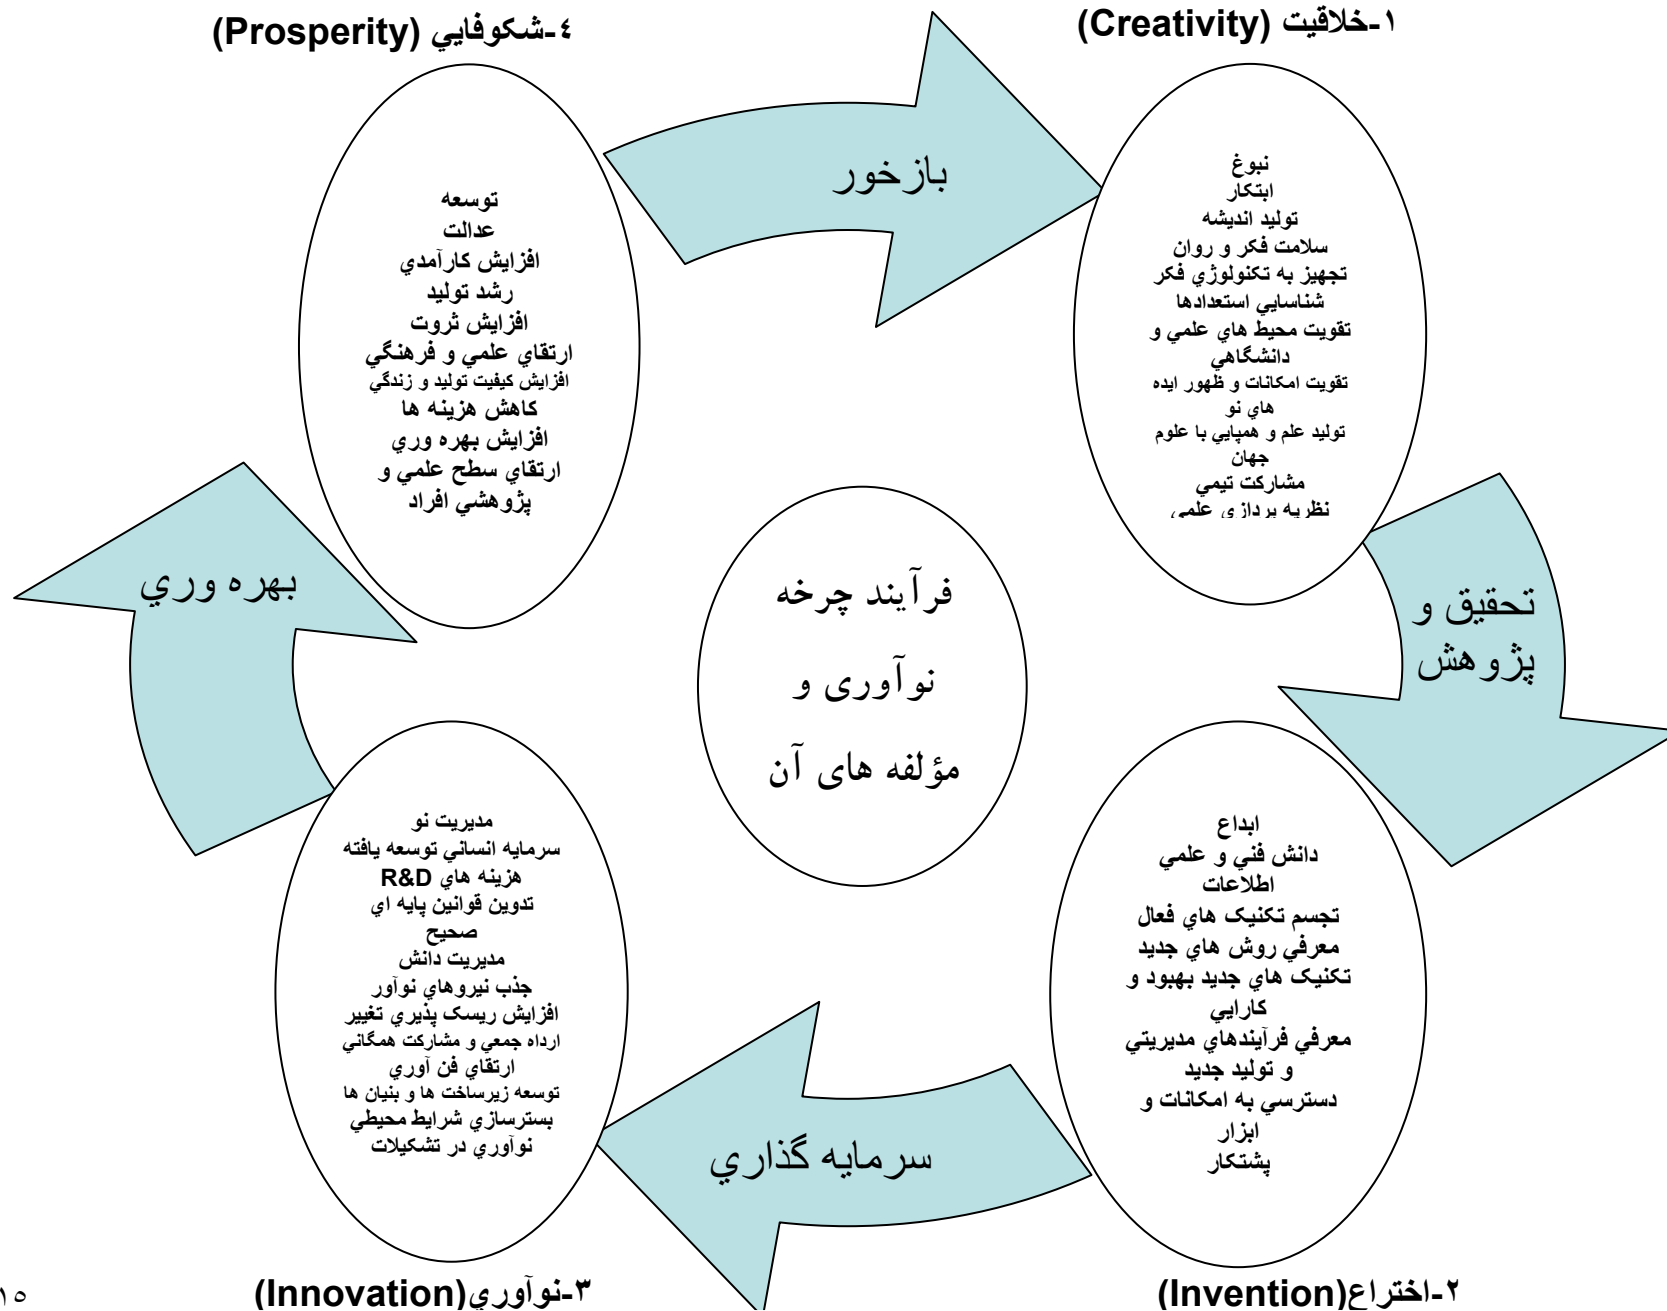 ۱-خلاقيت (Creativity)
نبوغ
ابتكار
توليد انديشه
سلامت فكر و روان
تجهيز به تكنولوژي فكر
شناسايي استعدادها
تقويت محيط هاي علمي و
دانشگاهي
تقويت امكانات و ظهور ايده
هاي نو
توليد علم و همپايي با علوم
جهان
مشاركت تيمي
نظريه پردازي علمي
تحقيق و
پژوهش
۲-اختراع(Invention)
ابداع
دانش فني و علمي
اطلاعات
تجسم تكنيک هاي فعال
معرفي روش هاي جديد
تكنيک هاي جديد بهبود و
كارايي
معرفي فرآيندهاي مديريتي
و توليد جديد
دسترسي به امكانات و
ابزار
پشتكار
سرمايه گذاري
۳-نوآوري(Innovation)
مديريت نو
سرمايه انساني توسعه يافته
هزينه هاي R&D
تدوين قوانين پايه اي
صحيح
مديريت دانش
جذب نيروهاي نوآور
افزايش ريسک پذيري تغيير
ارداه جمعي و مشاركت همگاني
ارتقاي فن آوري
توسعه زيرساخت ها و بنيان ها
بسترسازي شرايط محيطي
نوآوري در تشكيلات
بهره وري
٤-شكوفايي (Prosperity)
توسعه
عدالت
افزايش كارآمدي
رشد توليد
افزايش ثروت
ارتقاي علمي و فرهنگي
افزايش كيفيت توليد و زندگي
كاهش هزينه ها
افزايش بهره وري
ارتقاي سطح علمي و
پژوهشي افراد
بازخور
فرآیند چرخه
نوآوری و
مؤلفه های آن
۱٥